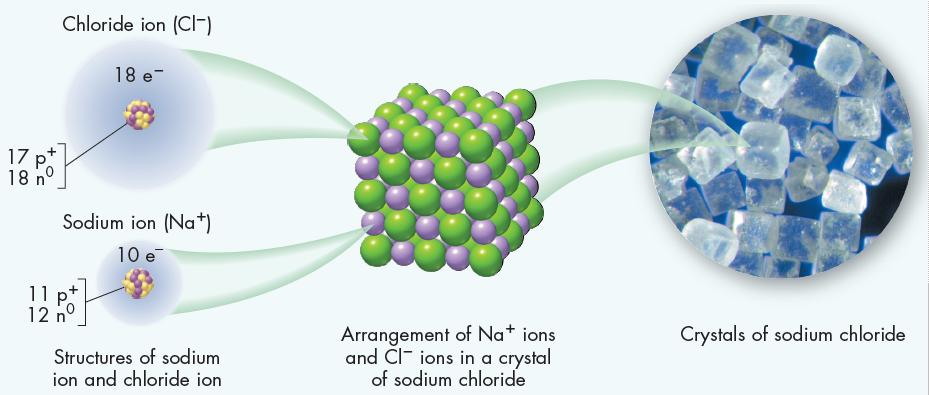 Chloride ion (Cl⁻)
18 e⁻
17 p⁺
18 n⁰
Sodium ion (Na⁺)
10 e⁻
11 p⁺
12 n⁰
Structures of sodium
ion and chloride ion
Arrangement of Na⁺ ions
and Cl⁻ ions in a crystal
of sodium chloride
Crystals of sodium chloride